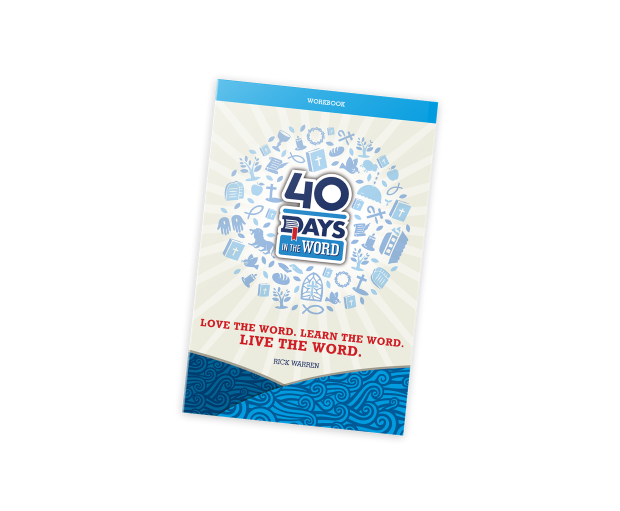 WORKBOOK
40
DAYS
IN THE WORD
LOVE THE WORD. LEARN THE WORD.
LIVE THE WORD.
RICK WARREN